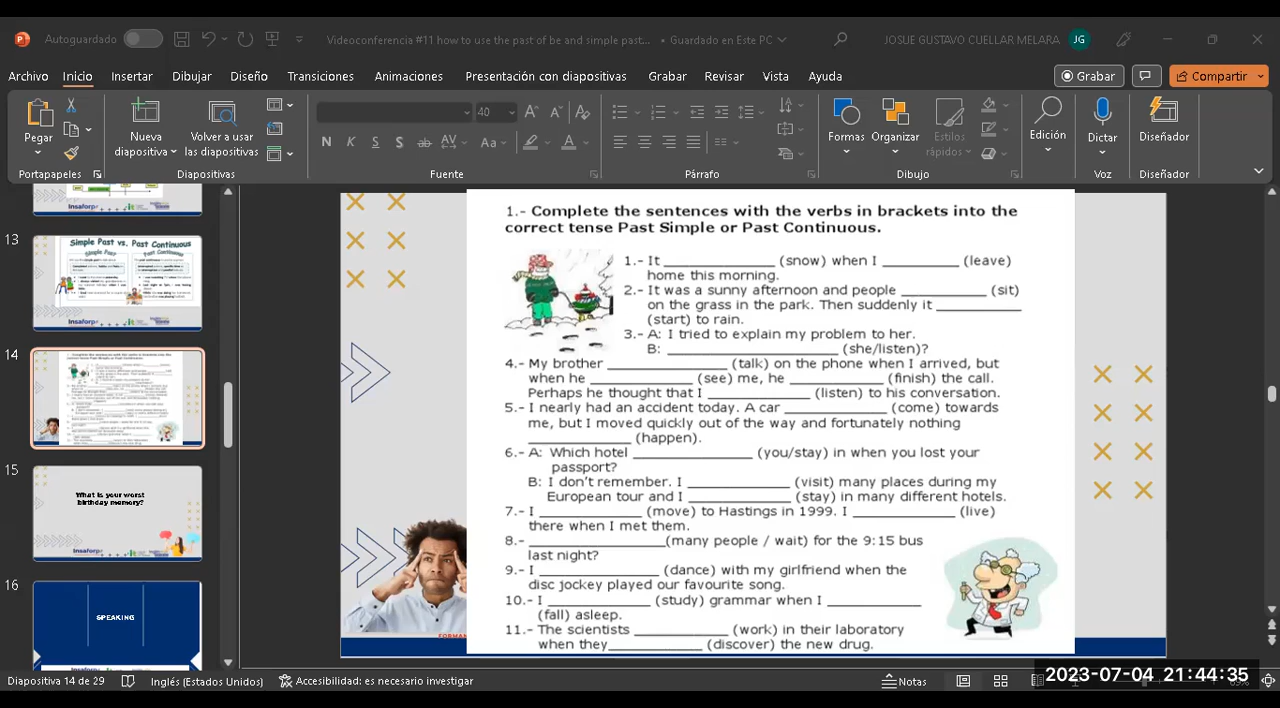 Autoguardado
Videoconferencia #11 how to use the past of be and simple past... • Guardado en Este PC
JOSUE GUSTAVO CUELLAR MELARA
JG
Archivo Inicio Insertar Dibujar Diseño Transiciones Animaciones Presentación con diapositivas Grabar Revisar Vista Ayuda
Grabar
Compartir
40
Pegar
Nueva diapositiva
Volver a usar las diapositivas
N K S S ab AV Aa A
Formas
Organizar
Estilos rápidos
Edición
Dictar
Diseñador
Portapapeles
Diapositivas
Fuente
Párrafo
Dibujo
Voz
Diseñador
13
Simple Past vs. Past Continuous
14
15
What is your worst
birthday memory?
16
SPEAKING
1.- Complete the sentences with the verbs in brackets into the
correct tense Past Simple or Past Continuous.
1.- It ____________ (snow) when I __________ (leave)
home this morning.
2.- It was a sunny afternoon and people ____________ (sit)
on the grass in the park. Then suddenly it ____________
(start) to rain.
3.- A: I tried to explain my problem to her.
B: ______________________ (she/listen)?
4.- My brother ______________ (talk) on the phone when I arrived, but
when he ______________ (see) me, he ____________ (finish) the call.
Perhaps he thought that I ____________ (listen) to his conversation.
5.- I nearly had an accident today. A car ____________ (come) towards
me, but I moved quickly out of the way and fortunately nothing
____________ (happen).
6.- A: Which hotel ______________ (you/stay) in when you lost your
passport?
B: I don't remember. I ____________ (visit) many places during my
European tour and I ____________ (stay) in many different hotels.
7.- I ____________ (move) to Hastings in 1999. I ____________ (live)
there when I met them.
8.- ________________(many people / wait) for the 9:15 bus
last night?
9.- I ______________ (dance) with my girlfriend when the
disc jockey played our favourite song.
10.- I ____________ (study) grammar when I ___________
(fall) asleep.
11.- The scientists ___________ (work) in their laboratory
when they___________ (discover) the new drug.
Diapositiva 14 de 29
Inglés (Estados Unidos)
Accesibilidad: es necesario investigar
Notas
2023-07-04 21:44:35